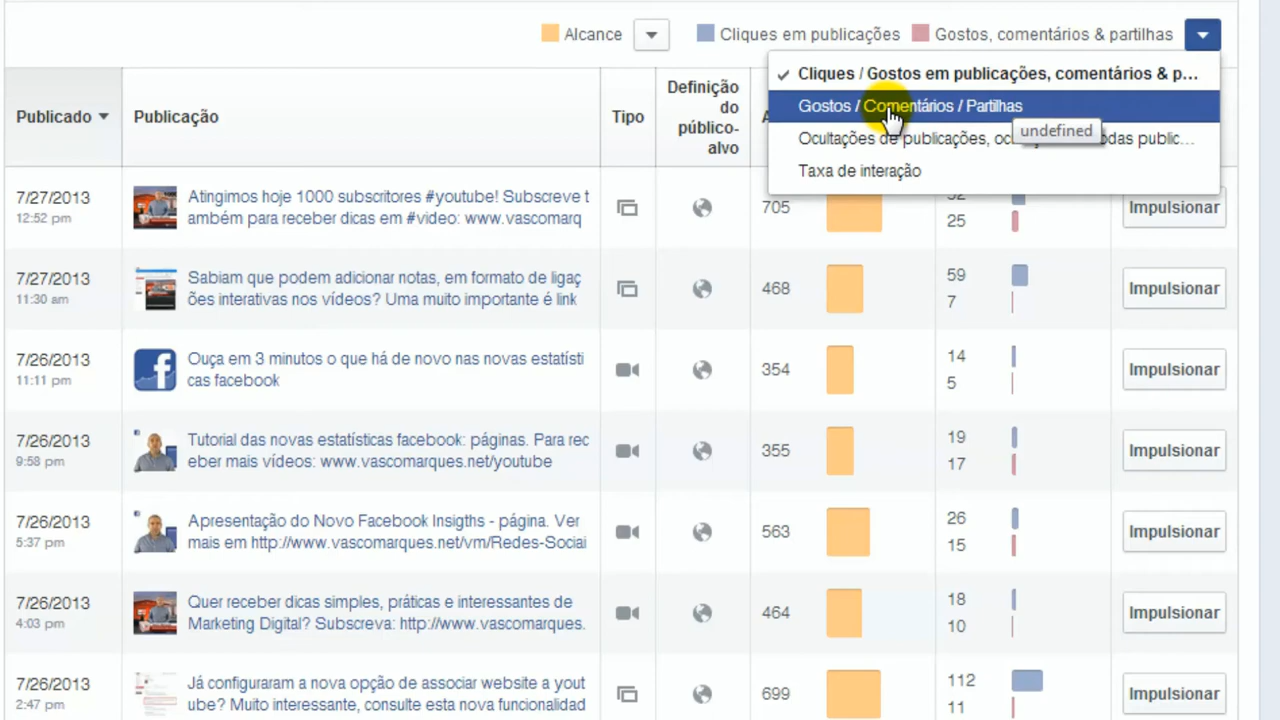 Alcance
Cliques em publicações
Gostos, comentários & partilhas
Cliques / Gostos em publicações, comentários & p...
Gostos / Comentários / Partilhas
undefined
Ocultações de publicações, odas public...
Taxa de interação
Publicado
Publicação
Tipo
Definição
do
público-
alvo
7/27/2013
12:52 pm
Atingimos hoje 1000 subscritores #youtube! Subscreve t
ambém para receber dicas em #video: www.vascomarq
705
25
Impulsionar
7/27/2013
11:30 am
Sabiam que podem adicionar notas, em formato de ligaç
ões interativas nos vídeos? Uma muito importante é link
468
59
7
Impulsionar
7/26/2013
11:11 pm
Ouça em 3 minutos o que há de novo nas novas estatísti
cas facebook
354
14
5
Impulsionar
7/26/2013
9:58 pm
Tutorial das novas estatísticas facebook: páginas. Para rec
eber mais vídeos: www.vascomarques.net/youtube
355
19
17
Impulsionar
7/26/2013
5:37 pm
Apresentação do Novo Facebook Insigths - página. Ver
mais em http://www.vascomarques.net/vm/Redes-Sociai
563
26
15
Impulsionar
7/26/2013
4:03 pm
Quer receber dicas simples, práticas e interessantes de
Marketing Digital? Subscreva: http://www.vascomarques.
464
18
10
Impulsionar
7/26/2013
2:47 pm
Já configuraram a nova opção de associar website a yout
ube? Muito interessante, consulte esta nova funcionalidad
699
112
11
Impulsionar